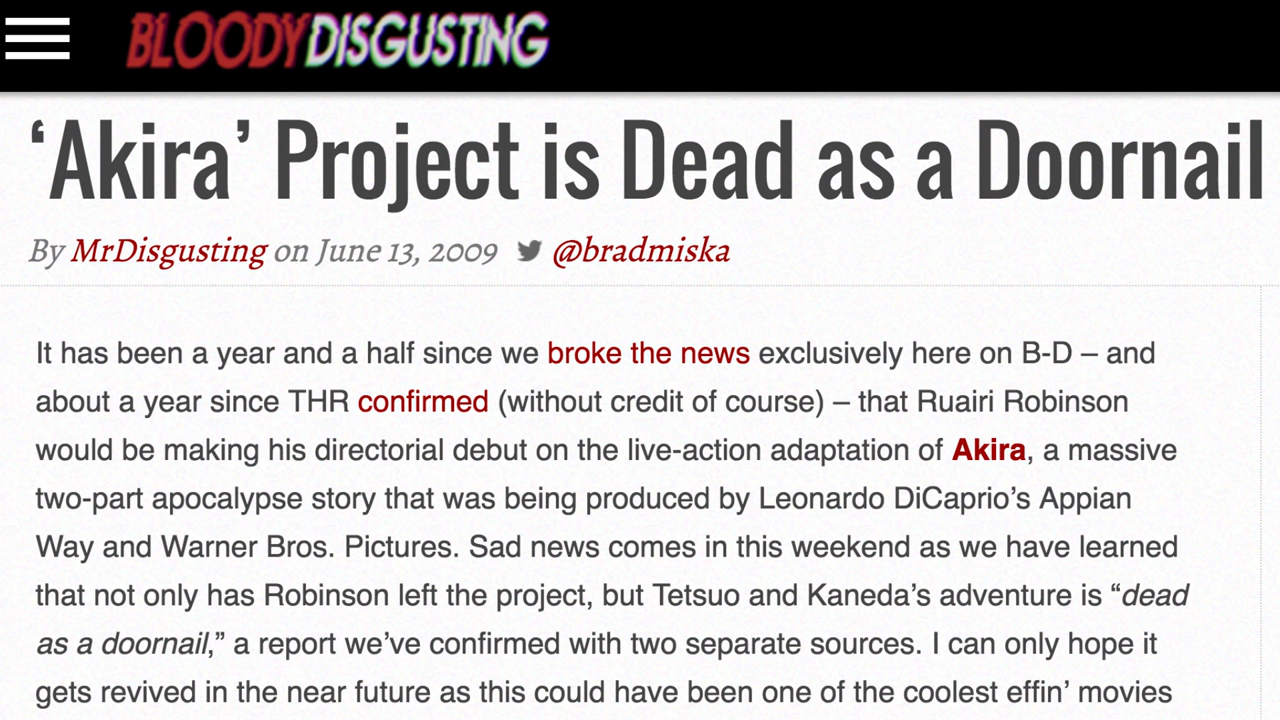 BLOODYDISGUSTING
‘Akira’ Project is Dead as a Doornail
By MrDisgusting on June 13, 2009 @bradmiska
It has been a year and a half since we broke the news exclusively here on B-D – and
about a year since THR confirmed (without credit of course) – that Ruairi Robinson
would be making his directorial debut on the live-action adaptation of Akira, a massive
two-part apocalypse story that was being produced by Leonardo DiCaprio’s Appian
Way and Warner Bros. Pictures. Sad news comes in this weekend as we have learned
that not only has Robinson left the project, but Tetsuo and Kaneda’s adventure is “dead
as a doornail,” a report we’ve confirmed with two separate sources. I can only hope it
gets revived in the near future as this could have been one of the coolest effin’ movies